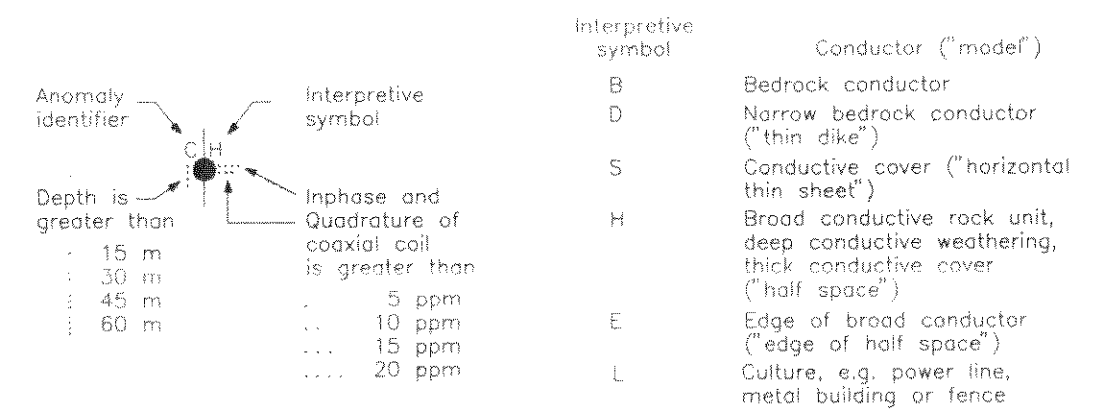 Anomaly
identifier
Interpretive
symbol
C H
Depth is
greater than
15 m
30 m
45 m
60 m
Inphase and
Quadrature of
coaxial coil
is greater than
. 5 ppm
. . 10 ppm
. . . 15 ppm
. . . . 20 ppm
Interpretive
symbol
Conductor ("model")
B Bedrock conductor
D Narrow bedrock conductor
("thin dike")
S Conductive cover ("horizontal
thin sheet")
H Broad conductive rock unit,
deep conductive weathering,
thick conductive cover
("half space")
E Edge of broad conductor
("edge of half space")
L Culture, e.g. power line,
metal building or fence